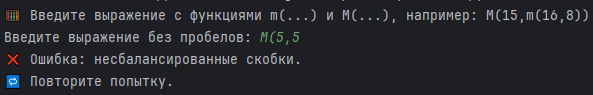 🧮 Введите выражение с функциями m(...) и M(...), например: M(15,m(16,8))
Введите выражение без пробелов: M(5,5
❌ Ошибка: несбалансированные скобки.
🔁 Повторите попытку.